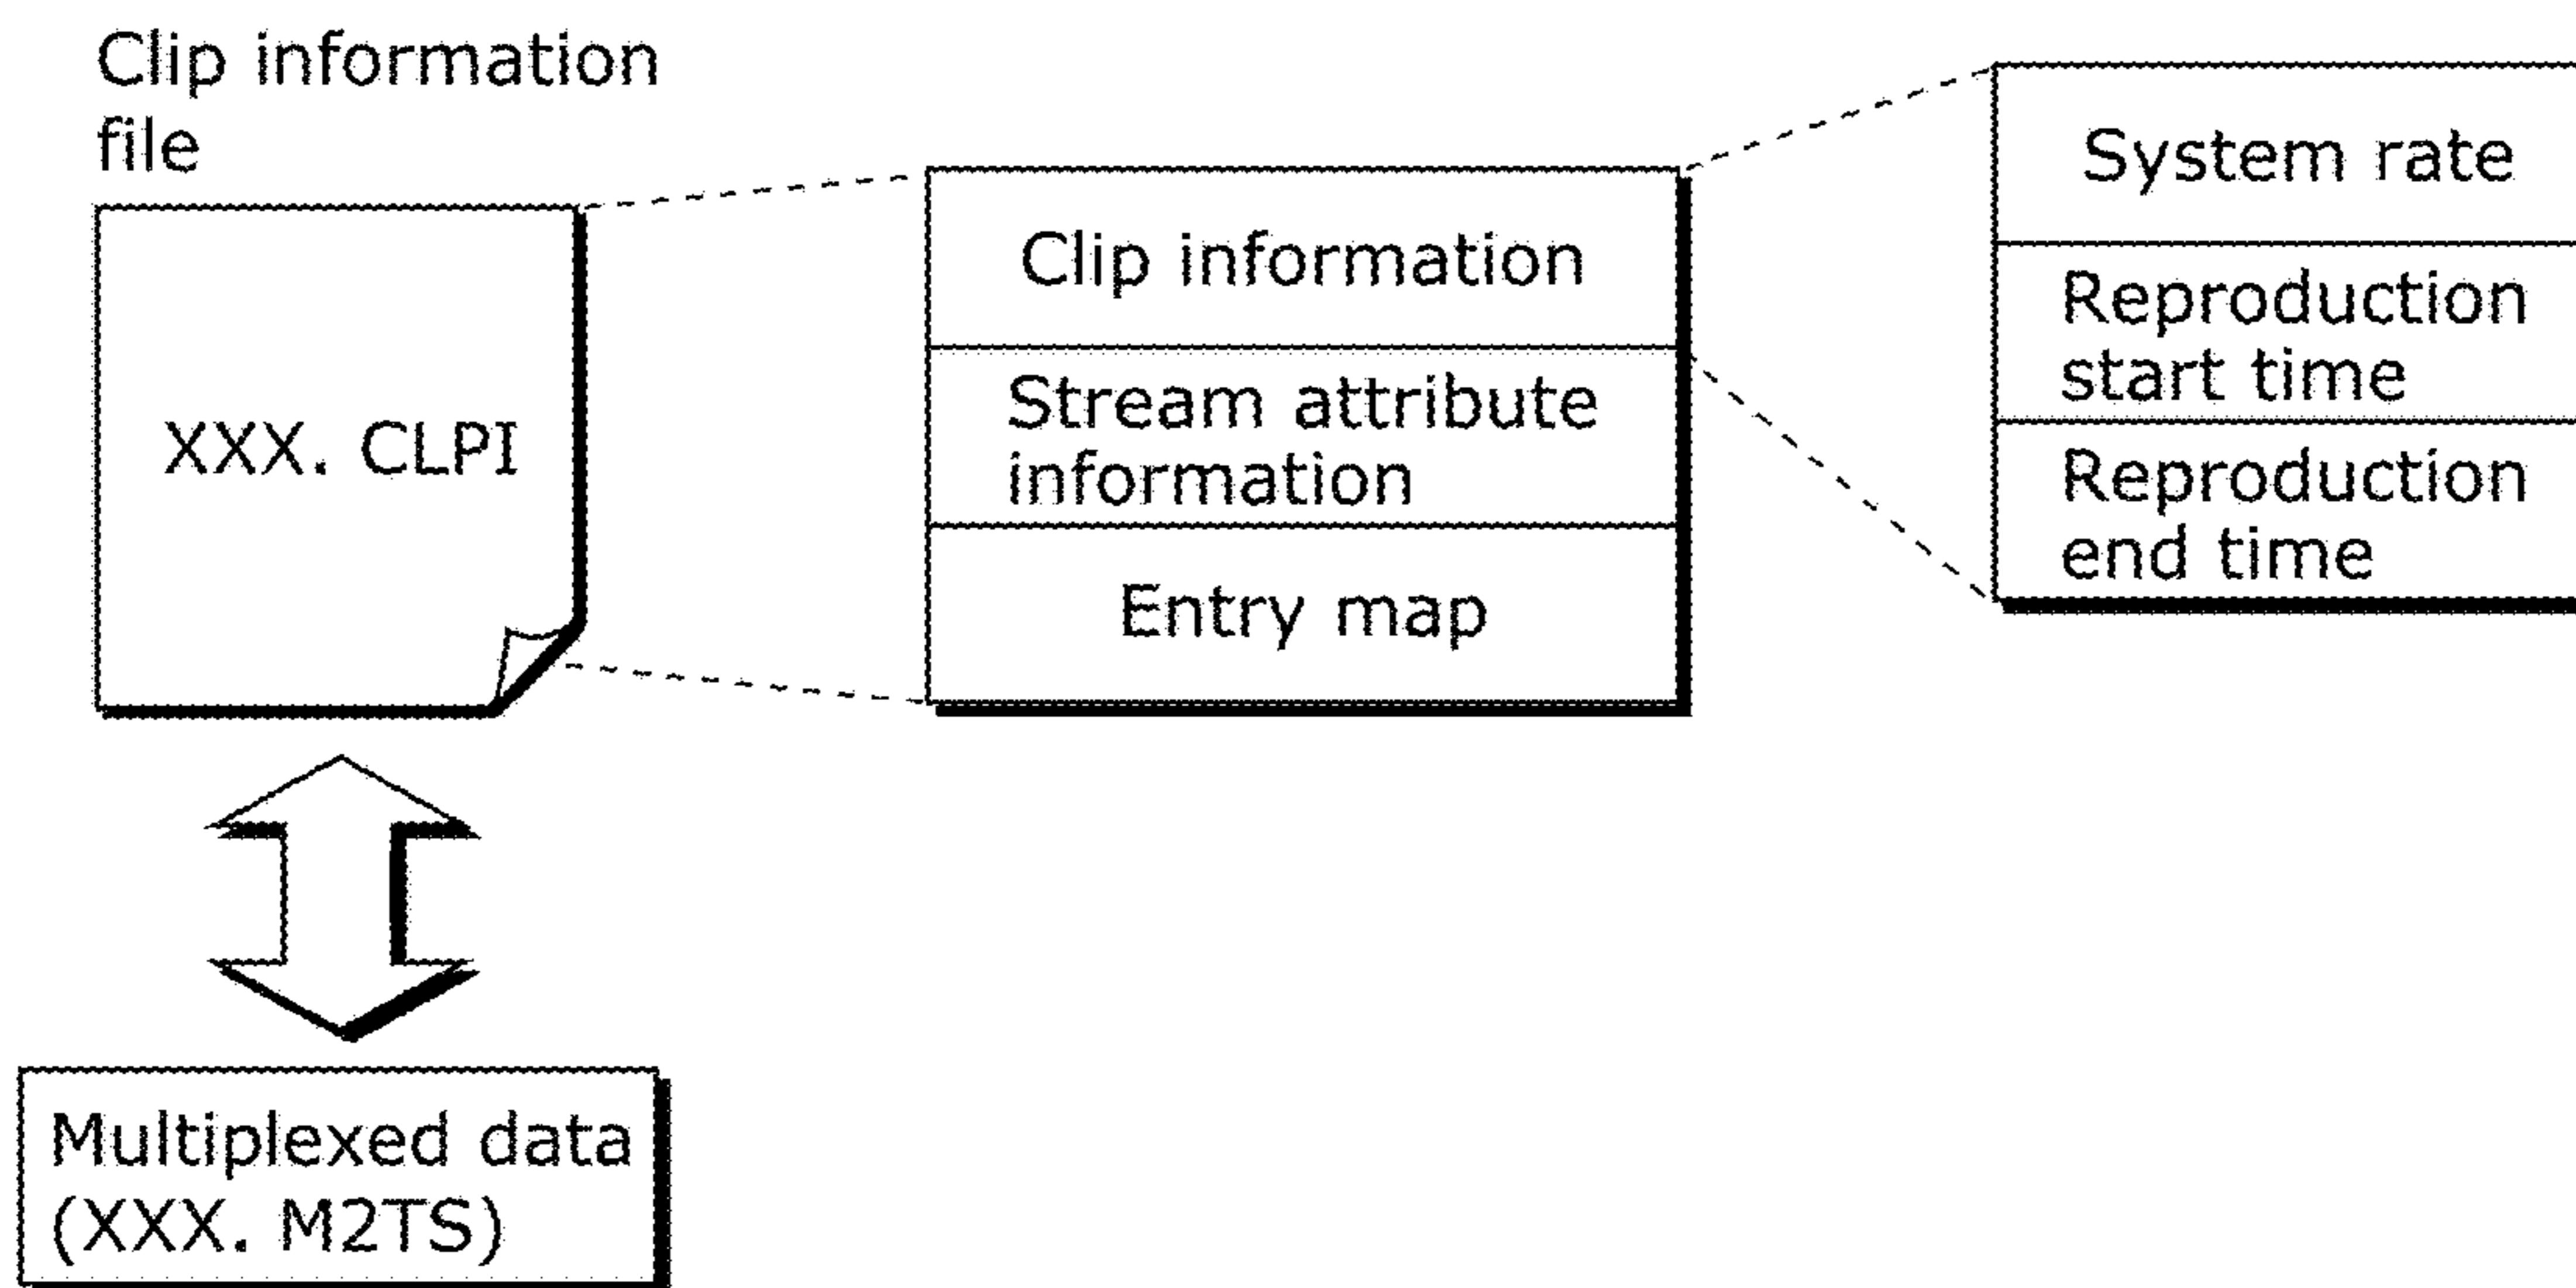 Clip information
file
XXX. CLPI
Clip information
Stream attribute
information
Entry map
System rate
Reproduction
start time
Reproduction
end time
Multiplexed data
(XXX. M2TS)